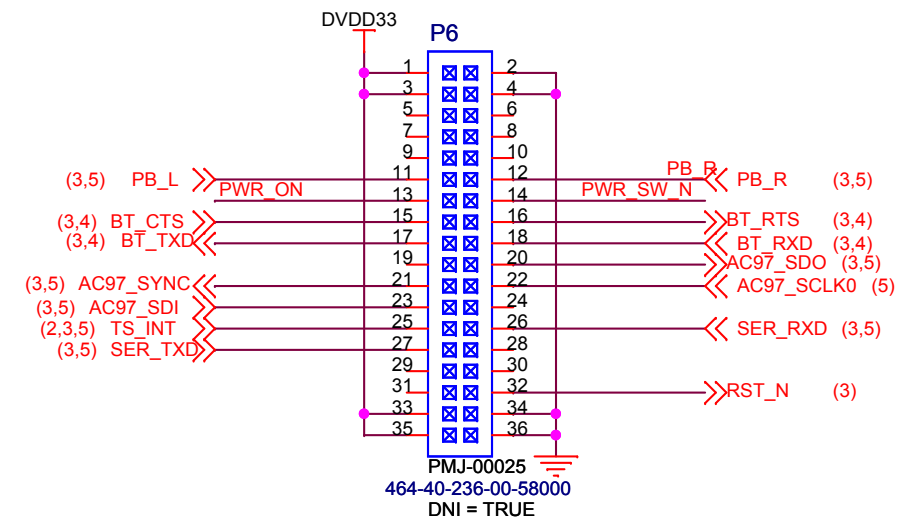 DVDD33
P6
1 2
3 4
5 6
7 8
9 10
(3,5) PB_L 11 12 PB_R PB_R (3,5)
PWR_ON 13 14 PWR_SW_N
(3,4) BT_CTS 15 16 BT_RTS (3,4)
(3,4) BT_TXD 17 18 BT_RXD (3,4)
19 20 AC97_SDO (3,5)
(3,5) AC97_SYNC 21 22 AC97_SCLK0 (5)
(3,5) AC97_SDI 23 24
(2,3,5) TS_INT 25 26 SER_RXD (3,5)
(3,5) SER_TXD 27 28
29 30
31 32 RST_N (3)
33 34
35 36
PMJ-00025
464-40-236-00-58000
DNI = TRUE